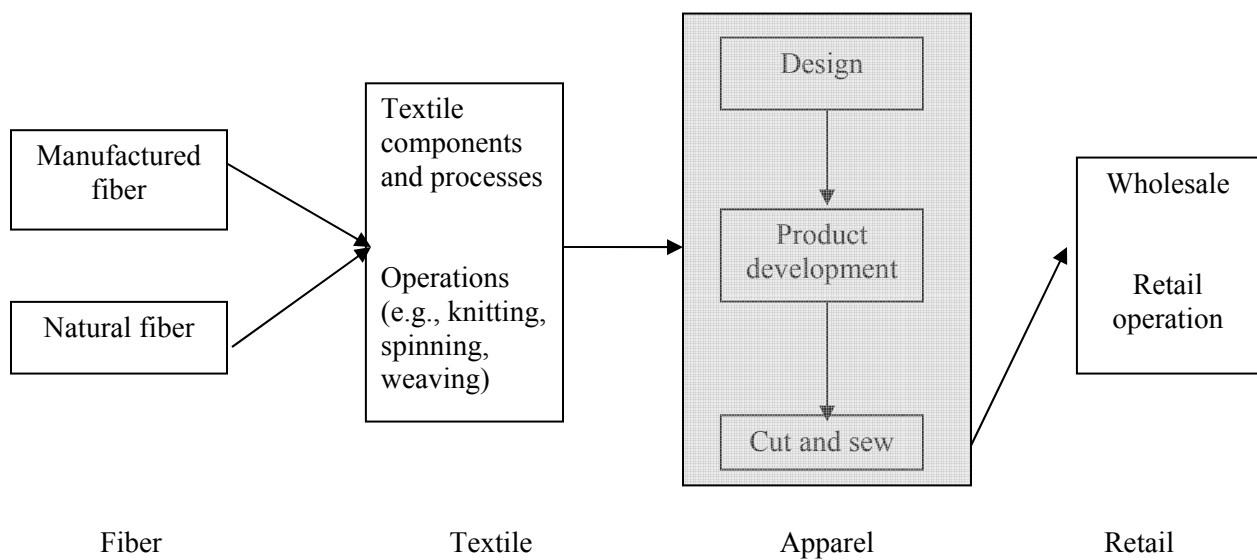 Manufactured
fiber
Natural fiber
Textile
components
and processes
Operations
(e.g., knitting,
spinning,
weaving)
Design
Product
development
Cut and sew
Wholesale
Retail
operation
Fiber
Textile
Apparel
Retail